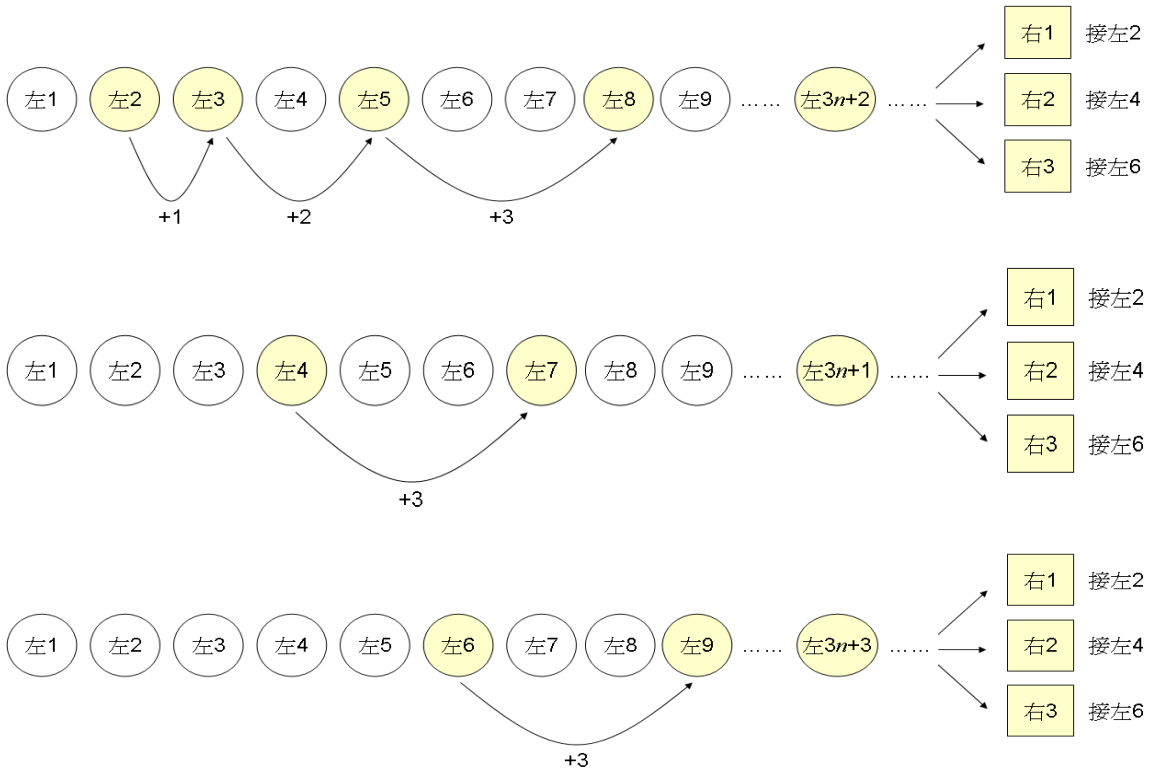 右1 接左2
左1 左2 左3 左4 左5 左6 左7 左8 左9 …… 左3n+2 …… 右2 接左4
右3 接左6
+1 +2 +3
右1 接左2
左1 左2 左3 左4 左5 左6 左7 左8 左9 …… 左3n+1 …… 右2 接左4
右3 接左6
+3
右1 接左2
左1 左2 左3 左4 左5 左6 左7 左8 左9 …… 左3n+3 …… 右2 接左4
右3 接左6
+3